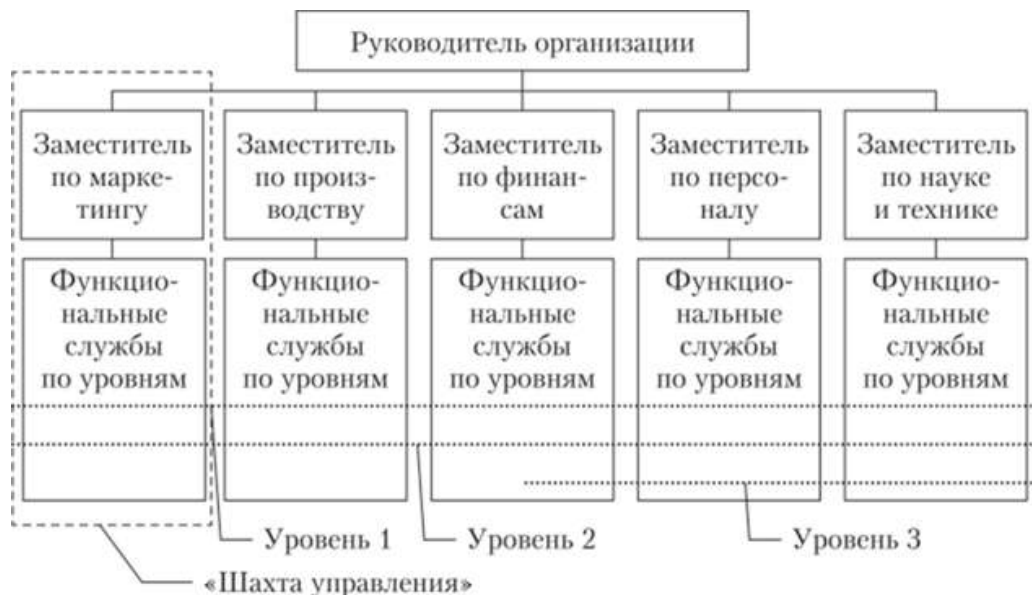 Руководитель организации
Заместитель
по марке-
тингу
Заместитель
по произ-
водству
Заместитель
по финан-
сам
Заместитель
по персо-
налу
Заместитель
по науке
и технике
Функцио-
нальные
службы
по уровням
Функцио-
нальные
службы
по уровням
Функцио-
нальные
службы
по уровням
Функцио-
нальные
службы
по уровням
Функцио-
нальные
службы
по уровням
Уровень 1
Уровень 2
Уровень 3
«Шахта управления»